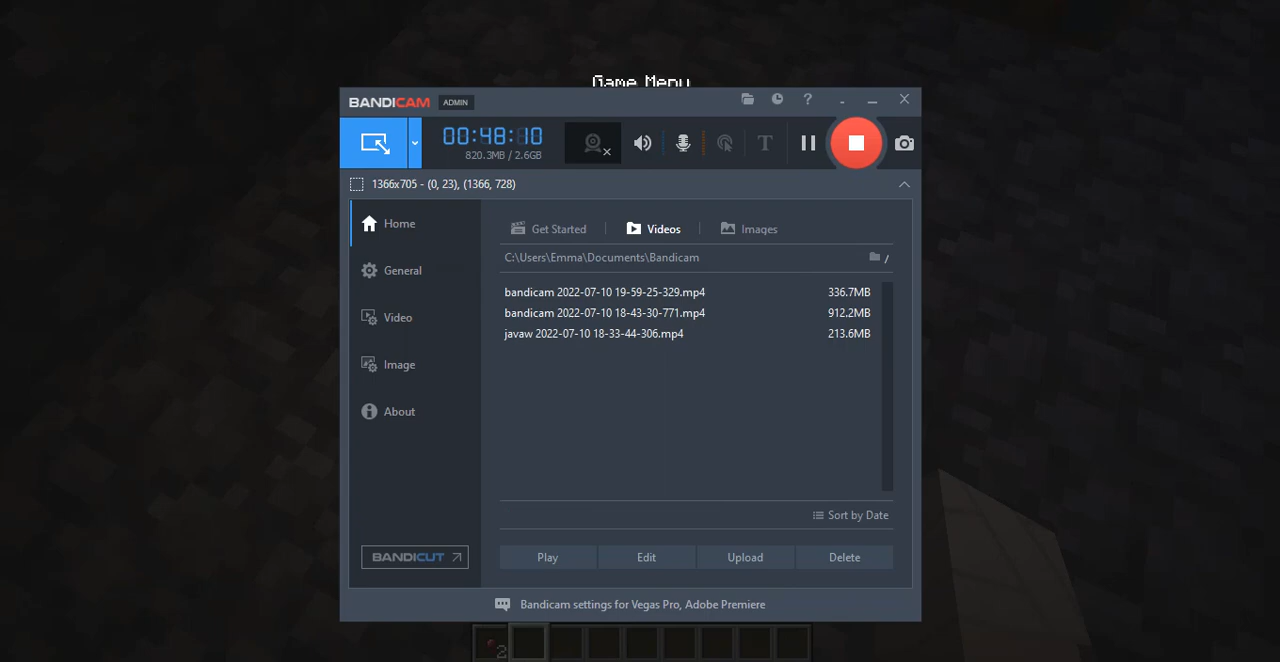 Game Menu
BANDICAM ADMIN ?
00:48:10
820.3MB / 2.6GB
T
1366x705 - (0, 23), (1366, 728)
Home
General
Video
Image
About
BANDICUT
Get Started
Videos
Images
C:\Users\Emma\Documents\Bandicam
bandicam 2022-07-10 19-59-25-329.mp4 336.7MB
bandicam 2022-07-10 18-43-30-771.mp4 912.2MB
javaw 2022-07-10 18-33-44-306.mp4 213.6MB
Sort by Date
Play
Edit
Upload
Delete
Bandicam settings for Vegas Pro, Adobe Premiere
2